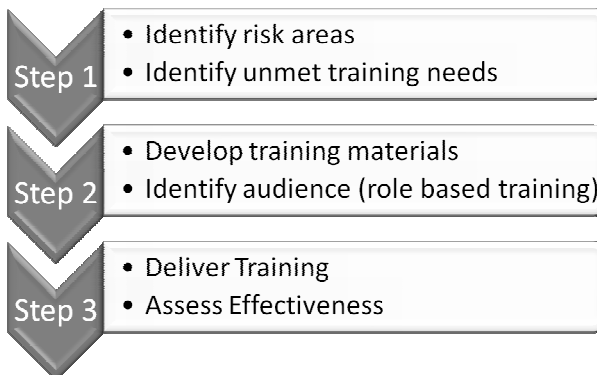 Step 1
• Identify risk areas
• Identify unmet training needs
Step 2
• Develop training materials
• Identify audience (role based training)
Step 3
• Deliver Training
• Assess Effectiveness